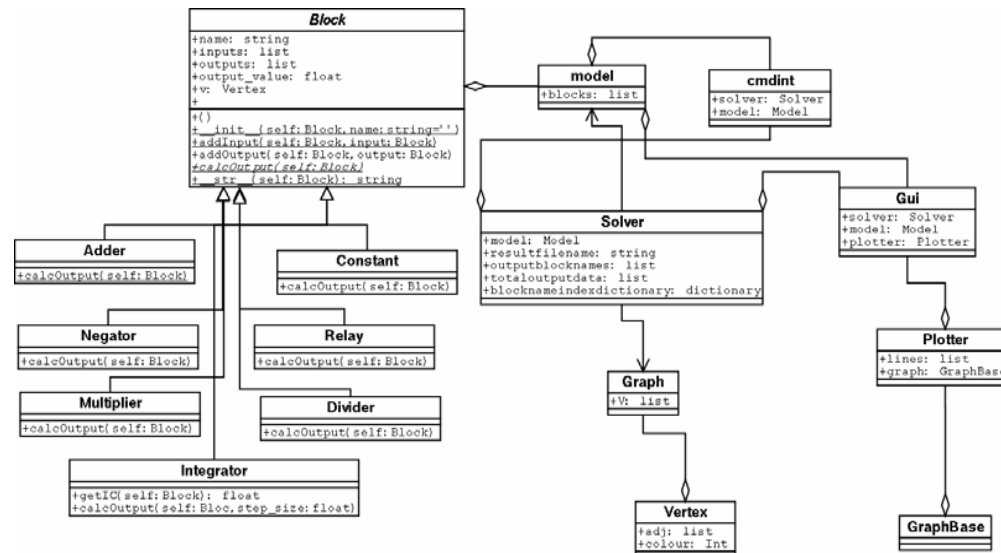 Block
+name: string
+inputs: list
+outputs: list
+output_value: float
+v: Vertex
+
+()
+__init__(self:Block,name:string='')
+addInput(self:Block,input:Block)
+addOutput(self:Block,output:Block)
+calcOutput(self:Block)
+__str__(self:Block): string
model
+blocks: list
cmdint
+solver: Solver
+model: Model
Solver
+model: Model
+resultfilename: string
+outputblocknames: list
+totaloutputdata: list
+blocknameindexdictionary: dictionary
Gui
+solver: Solver
+model: Model
+plotter: Plotter
Adder
+calcOutput(self:Block)
Constant
+calcOutput(self:Block)
Negator
+calcOutput(self:Block)
Relay
+calcOutput(self:Block)
Multiplier
+calcOutput(self:Block)
Divider
+calcOutput(self:Block)
Integrator
+getIC(self:Block): float
+calcOutput(self:Bloc,step_size:float)
Graph
+V: list
Plotter
+lines: list
+graph: GraphBase
Vertex
+adj: list
+colour: Int
GraphBase